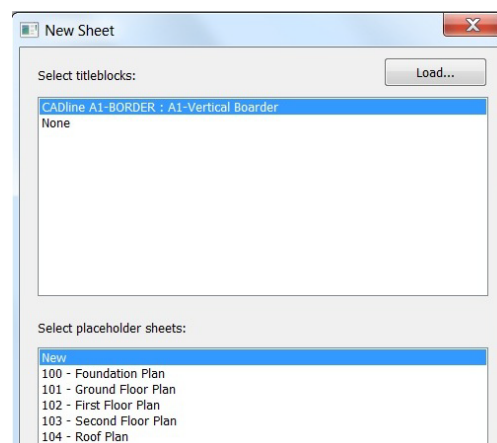 New Sheet
Select titleblocks:
Load...
CADline A1-BORDER : A1-Vertical Boarder
None
Select placeholder sheets:
New
100 - Foundation Plan
101 - Ground Floor Plan
102 - First Floor Plan
103 - Second Floor Plan
104 - Roof Plan